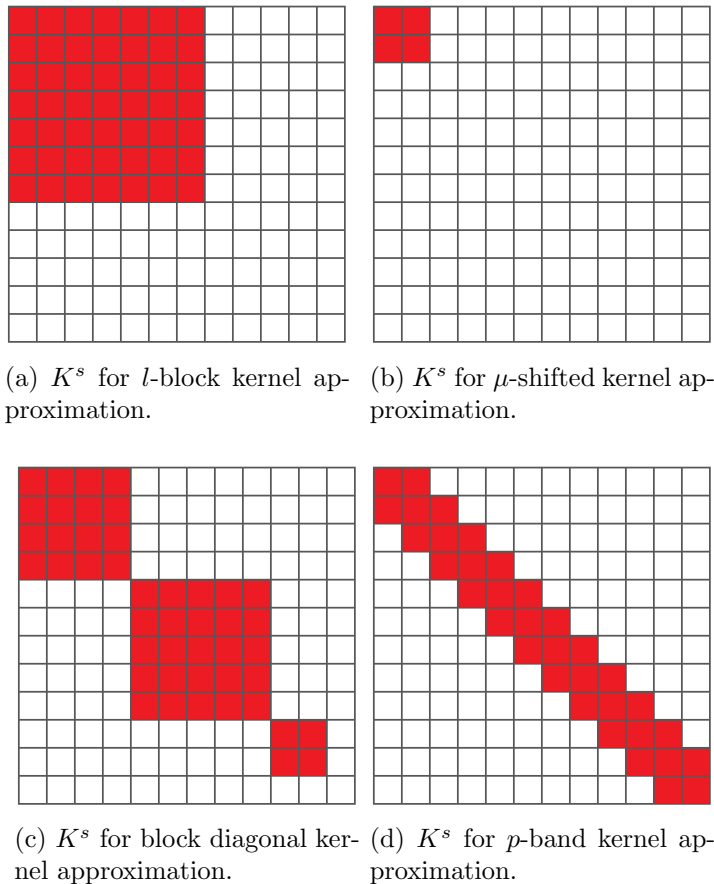 (a) K^s for l-block kernel ap-
proximation.
(b) K^s for μ-shifted kernel ap-
proximation.
(c) K^s for block diagonal ker-
nel approximation.
(d) K^s for p-band kernel ap-
proximation.